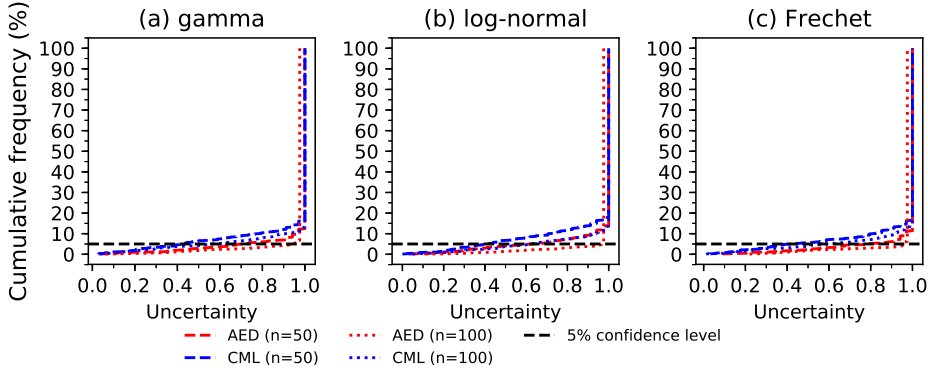 (a) gamma
(b) log-normal
(c) Frechet
Cumulative frequency (%)
100
90
80
70
60
50
40
30
20
10
0
100
90
80
70
60
50
40
30
20
10
0
100
90
80
70
60
50
40
30
20
10
0
0.0 0.2 0.4 0.6 0.8 1.0
0.0 0.2 0.4 0.6 0.8 1.0
0.0 0.2 0.4 0.6 0.8 1.0
Uncertainty
Uncertainty
Uncertainty
AED (n=50)
AED (n=100)
5% confidence level
CML (n=50)
CML (n=100)